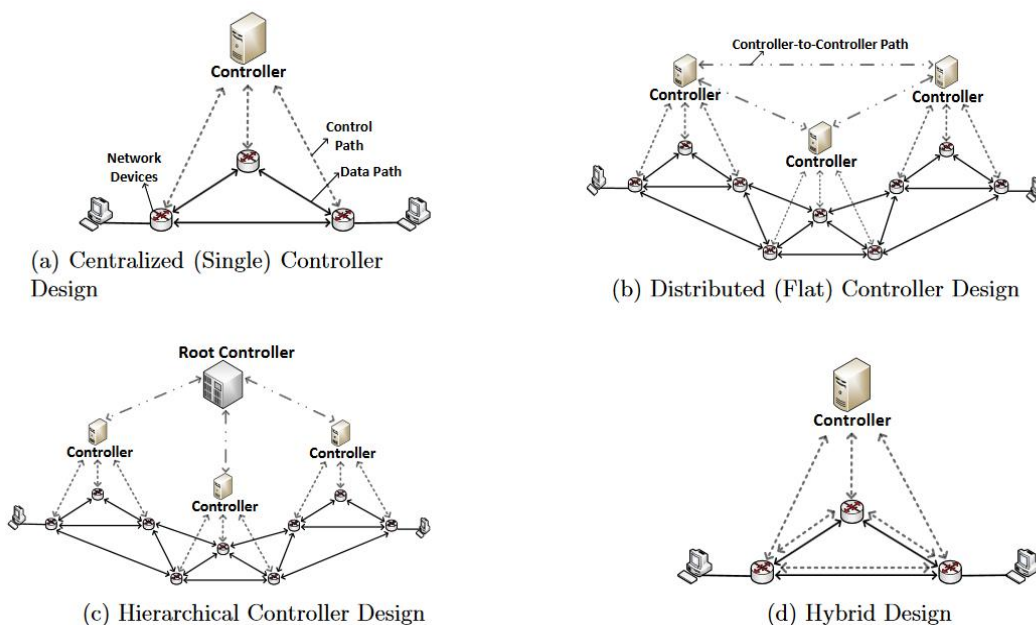 Controller
Control
Path
Network
Devices
Data Path
(a) Centralized (Single) Controller
Design
Controller-to-Controller Path
Controller
Controller
Controller
(b) Distributed (Flat) Controller Design
Root Controller
Controller
Controller
Controller
(c) Hierarchical Controller Design
Controller
(d) Hybrid Design